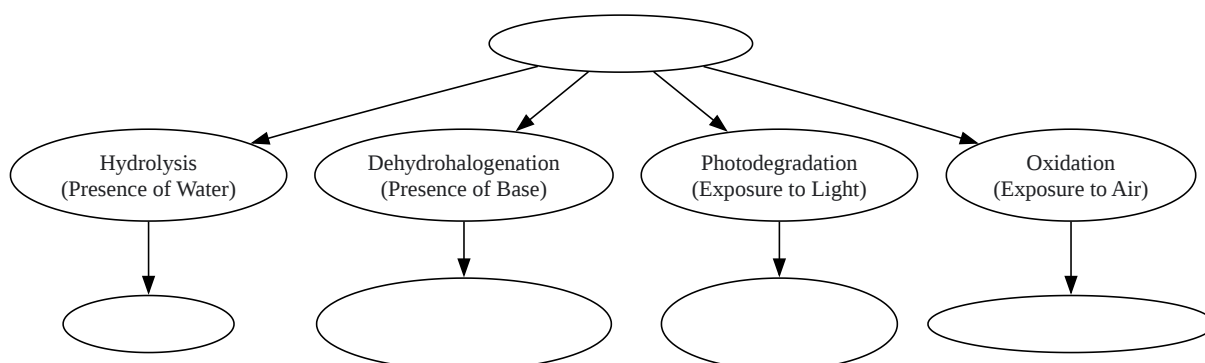 Hydrolysis
(Presence of Water)
Dehydrohalogenation
(Presence of Base)
Photodegradation
(Exposure to Light)
Oxidation
(Exposure to Air)